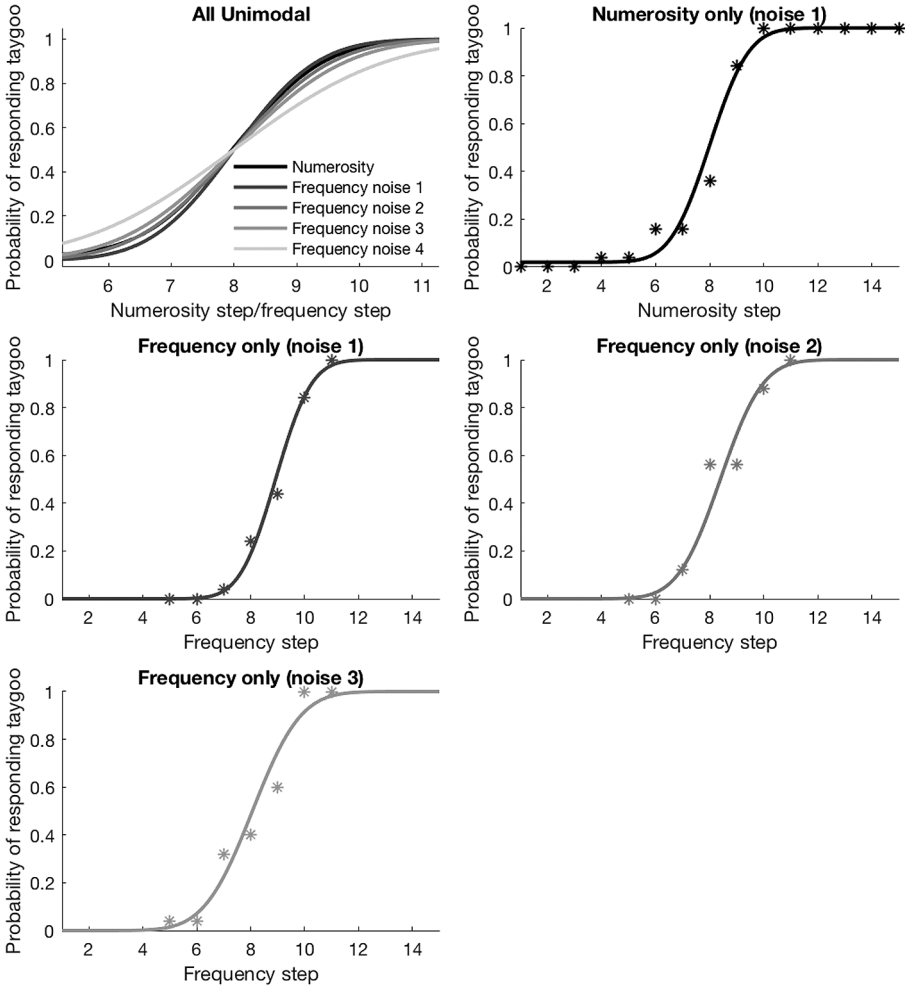 All Unimodal
Probability of responding taygoo
1
0.8
0.6
0.4
0.2
0
Numerosity
Frequency noise 1
Frequency noise 2
Frequency noise 3
Frequency noise 4
6 7 8 9 10 11
Numerosity step/frequency step
Numerosity only (noise 1)
Probability of responding taygoo
1
0.8
0.6
0.4
0.2
0
2 4 6 8 10 12 14
Numerosity step
Frequency only (noise 1)
Probability of responding taygoo
1
0.8
0.6
0.4
0.2
0
2 4 6 8 10 12 14
Frequency step
Frequency only (noise 2)
Probability of responding taygoo
1
0.8
0.6
0.4
0.2
0
2 4 6 8 10 12 14
Frequency step
Frequency only (noise 3)
Probability of responding taygoo
1
0.8
0.6
0.4
0.2
0
2 4 6 8 10 12 14
Frequency step